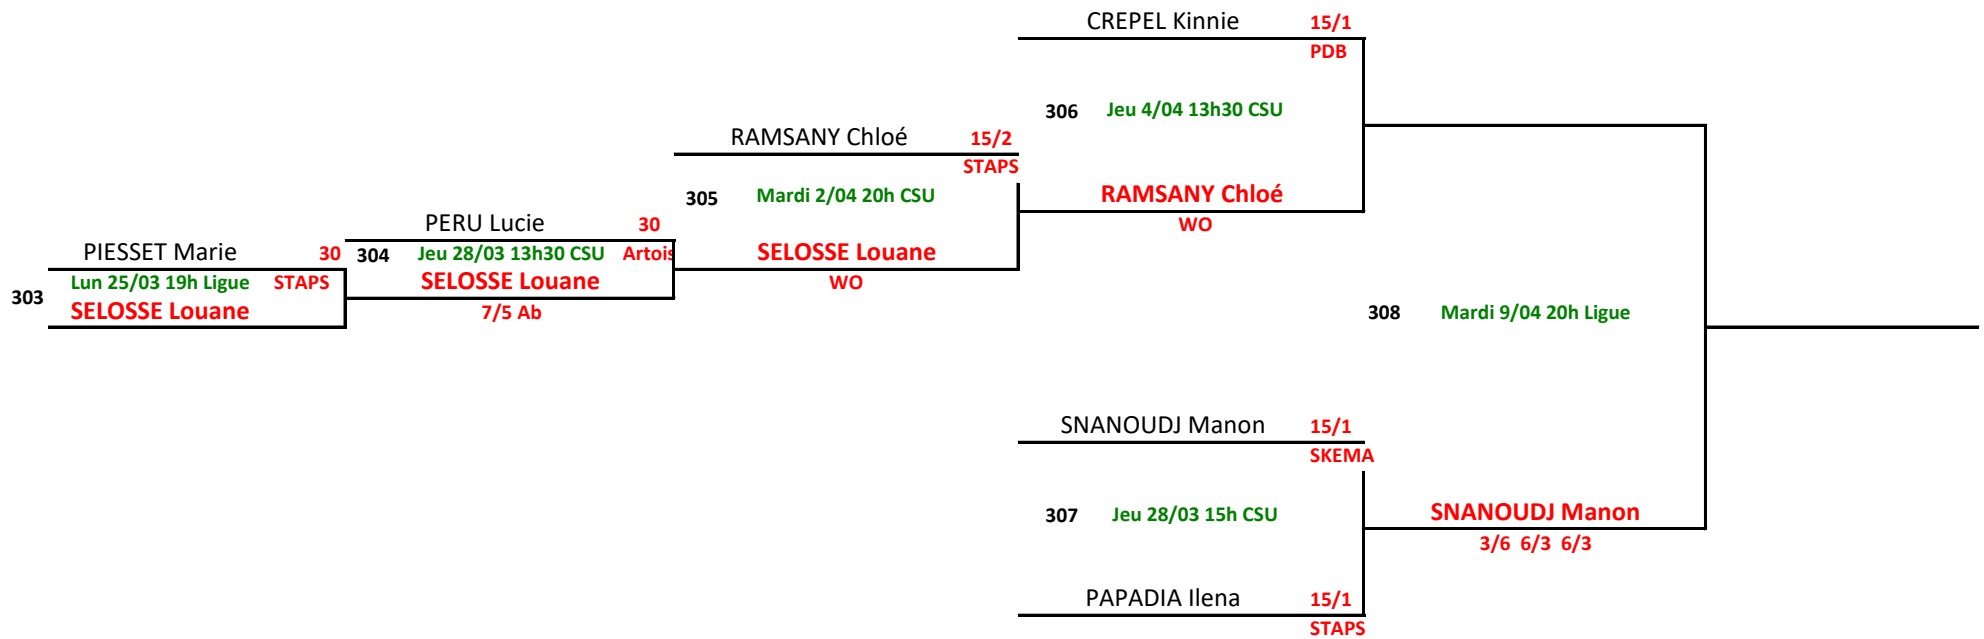 CREPEL Kinnie 15/1
PDB
306 Jeu 4/04 13h30 CSU
RAMSANY Chloé 15/2
STAPS
305 Mardi 2/04 20h CSU
RAMSANY Chloé
WO
PERU Lucie 30
304 Jeu 28/03 13h30 CSU Artois
PIESSET Marie 30
SELOSSE Louane
WO
303 Lun 25/03 19h Ligue STAPS
SELOSSE Louane
SELOSSE Louane
7/5 Ab
308 Mardi 9/04 20h Ligue
SNANOUDJ Manon 15/1
SKEMA
307 Jeu 28/03 15h CSU
SNANOUDJ Manon
3/6 6/3 6/3
PAPADIA Ilena 15/1
STAPS